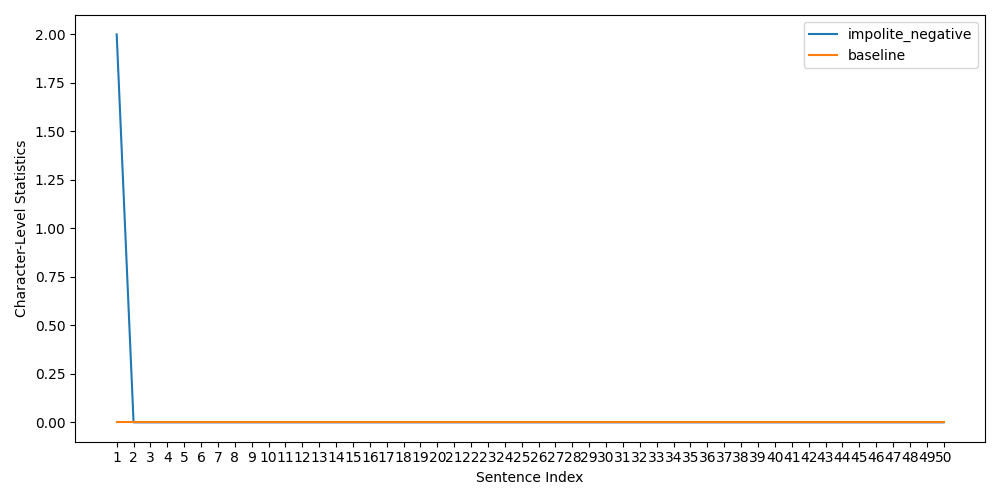 impolite_negative
baseline
2.00
1.75
1.50
1.25
1.00
0.75
0.50
0.25
0.00
Character-Level Statistics
1 2 3 4 5 6 7 8 9 10 11 12 13 14 15 16 17 18 19 20 21 22 23 24 25 26 27 28 29 30 31 32 33 34 35 36 37 38 39 40 41 42 43 44 45 46 47 48 49 50
Sentence Index